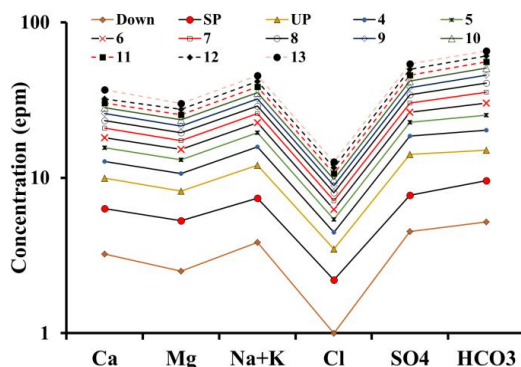 100
10
1
Concentration (epm)
Down SP UP 4 5
6 7 8 9 10
11 12 13
Ca Mg Na+K Cl SO4 HCO3